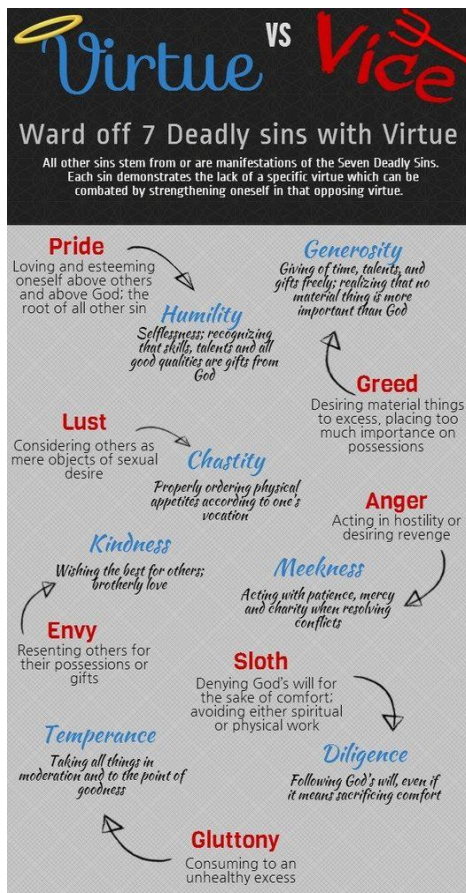 Virtue
VS
Vice
Ward off 7 Deadly sins with Virtue
All other sins stem from or are manifestations of the Seven Deadly Sins.
Each sin demonstrates the lack of a specific virtue which can be
combated by strengthening oneself in that opposing virtue.
Pride
Loving and esteeming
oneself above others
and above God; the
root of all other sin
Humility
Selflessness; recognizing
that skills, talents and all
good qualities are gifts from
God
Generosity
Giving of time, talents, and
gifts freely; realizing that no
material thing is more
important than God
Greed
Desiring material things
to excess, placing too
much importance on
possessions
Lust
Considering others as
mere objects of sexual
desire
Chastity
Properly ordering physical
appetites according to one's
vocation
Anger
Acting in hostility or
desiring revenge
Meekness
Acting with patience, mercy
and charity when resolving
conflicts
Kindness
Wishing the best for others;
brotherly love
Envy
Resenting others for
their possessions or
gifts
Sloth
Denying God's will for
the sake of comfort;
avoiding either spiritual
or physical work
Diligence
Following God's will, even if
it means sacrificing comfort
Temperance
Taking all things in
moderation and to the point of
goodness
Gluttony
Consuming to an
unhealthy excess